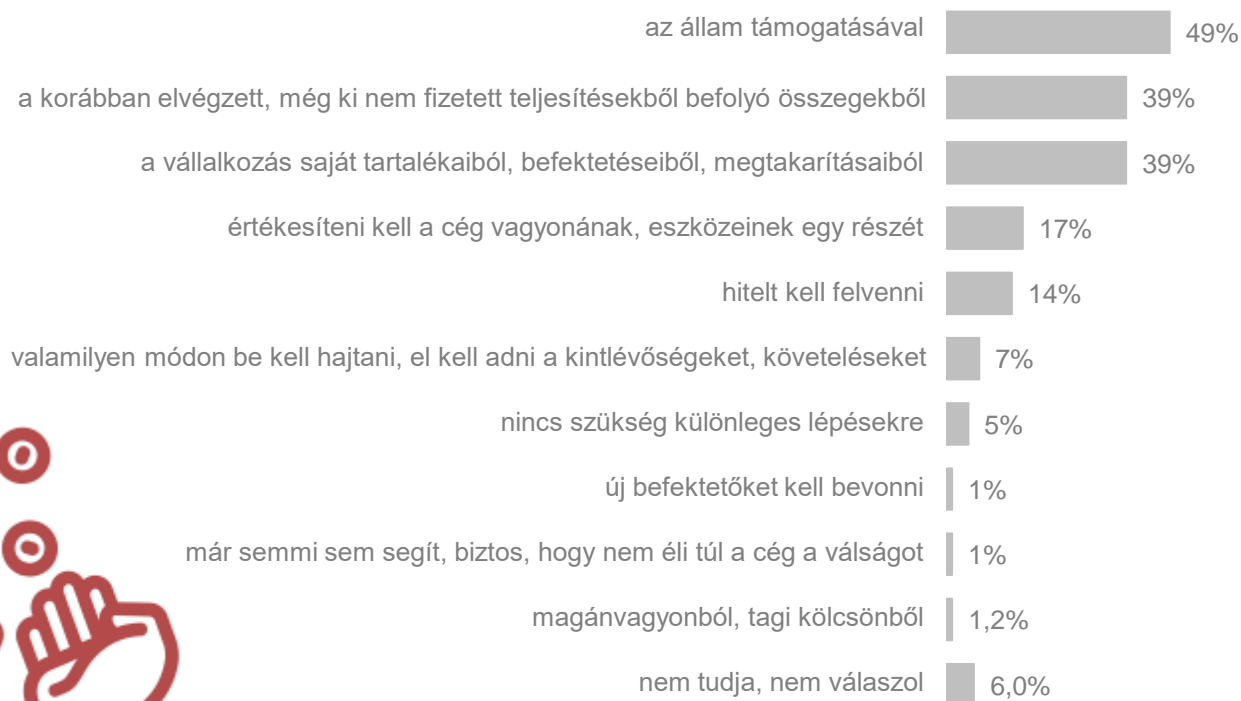 az állam támogatásával 49%
a korábban elvégzett, még ki nem fizetett teljesítésekből befolyó összegekből 39%
a vállalkozás saját tartalékaiból, befektetéseiből, megtakarításaiból 39%
értékesíteni kell a cég vagyonának, eszközeinek egy részét 17%
hitelt kell felvenni 14%
valamilyen módon be kell hajtani, el kell adni a kintlévőségeket, követeléseket 7%
nincs szükség különleges lépésekre 5%
új befektetőket kell bevonni 1%
már semmi sem segít, biztos, hogy nem éli túl a cég a válságot 1%
magánvagyonból, tagi kölcsönből 1,2%
nem tudja, nem válaszol 6,0%